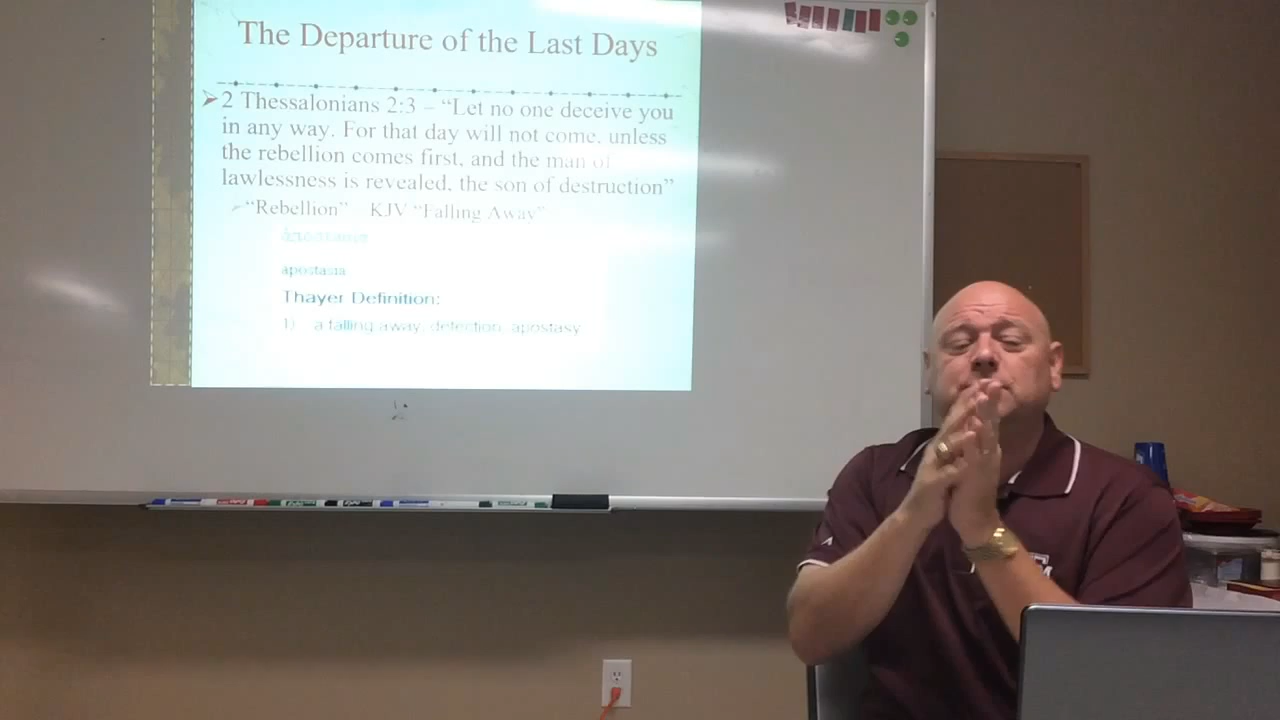 The Departure of the Last Days
2 Thessalonians 2:3 – “Let no one deceive you
in any way. For that day will not come, unless
the rebellion comes first, and the man of
lawlessness is revealed, the son of destruction”
“Rebellion” – KJV “Falling Away”
apostasia
Thayer Definition:
1) a falling away, defection, apostasy